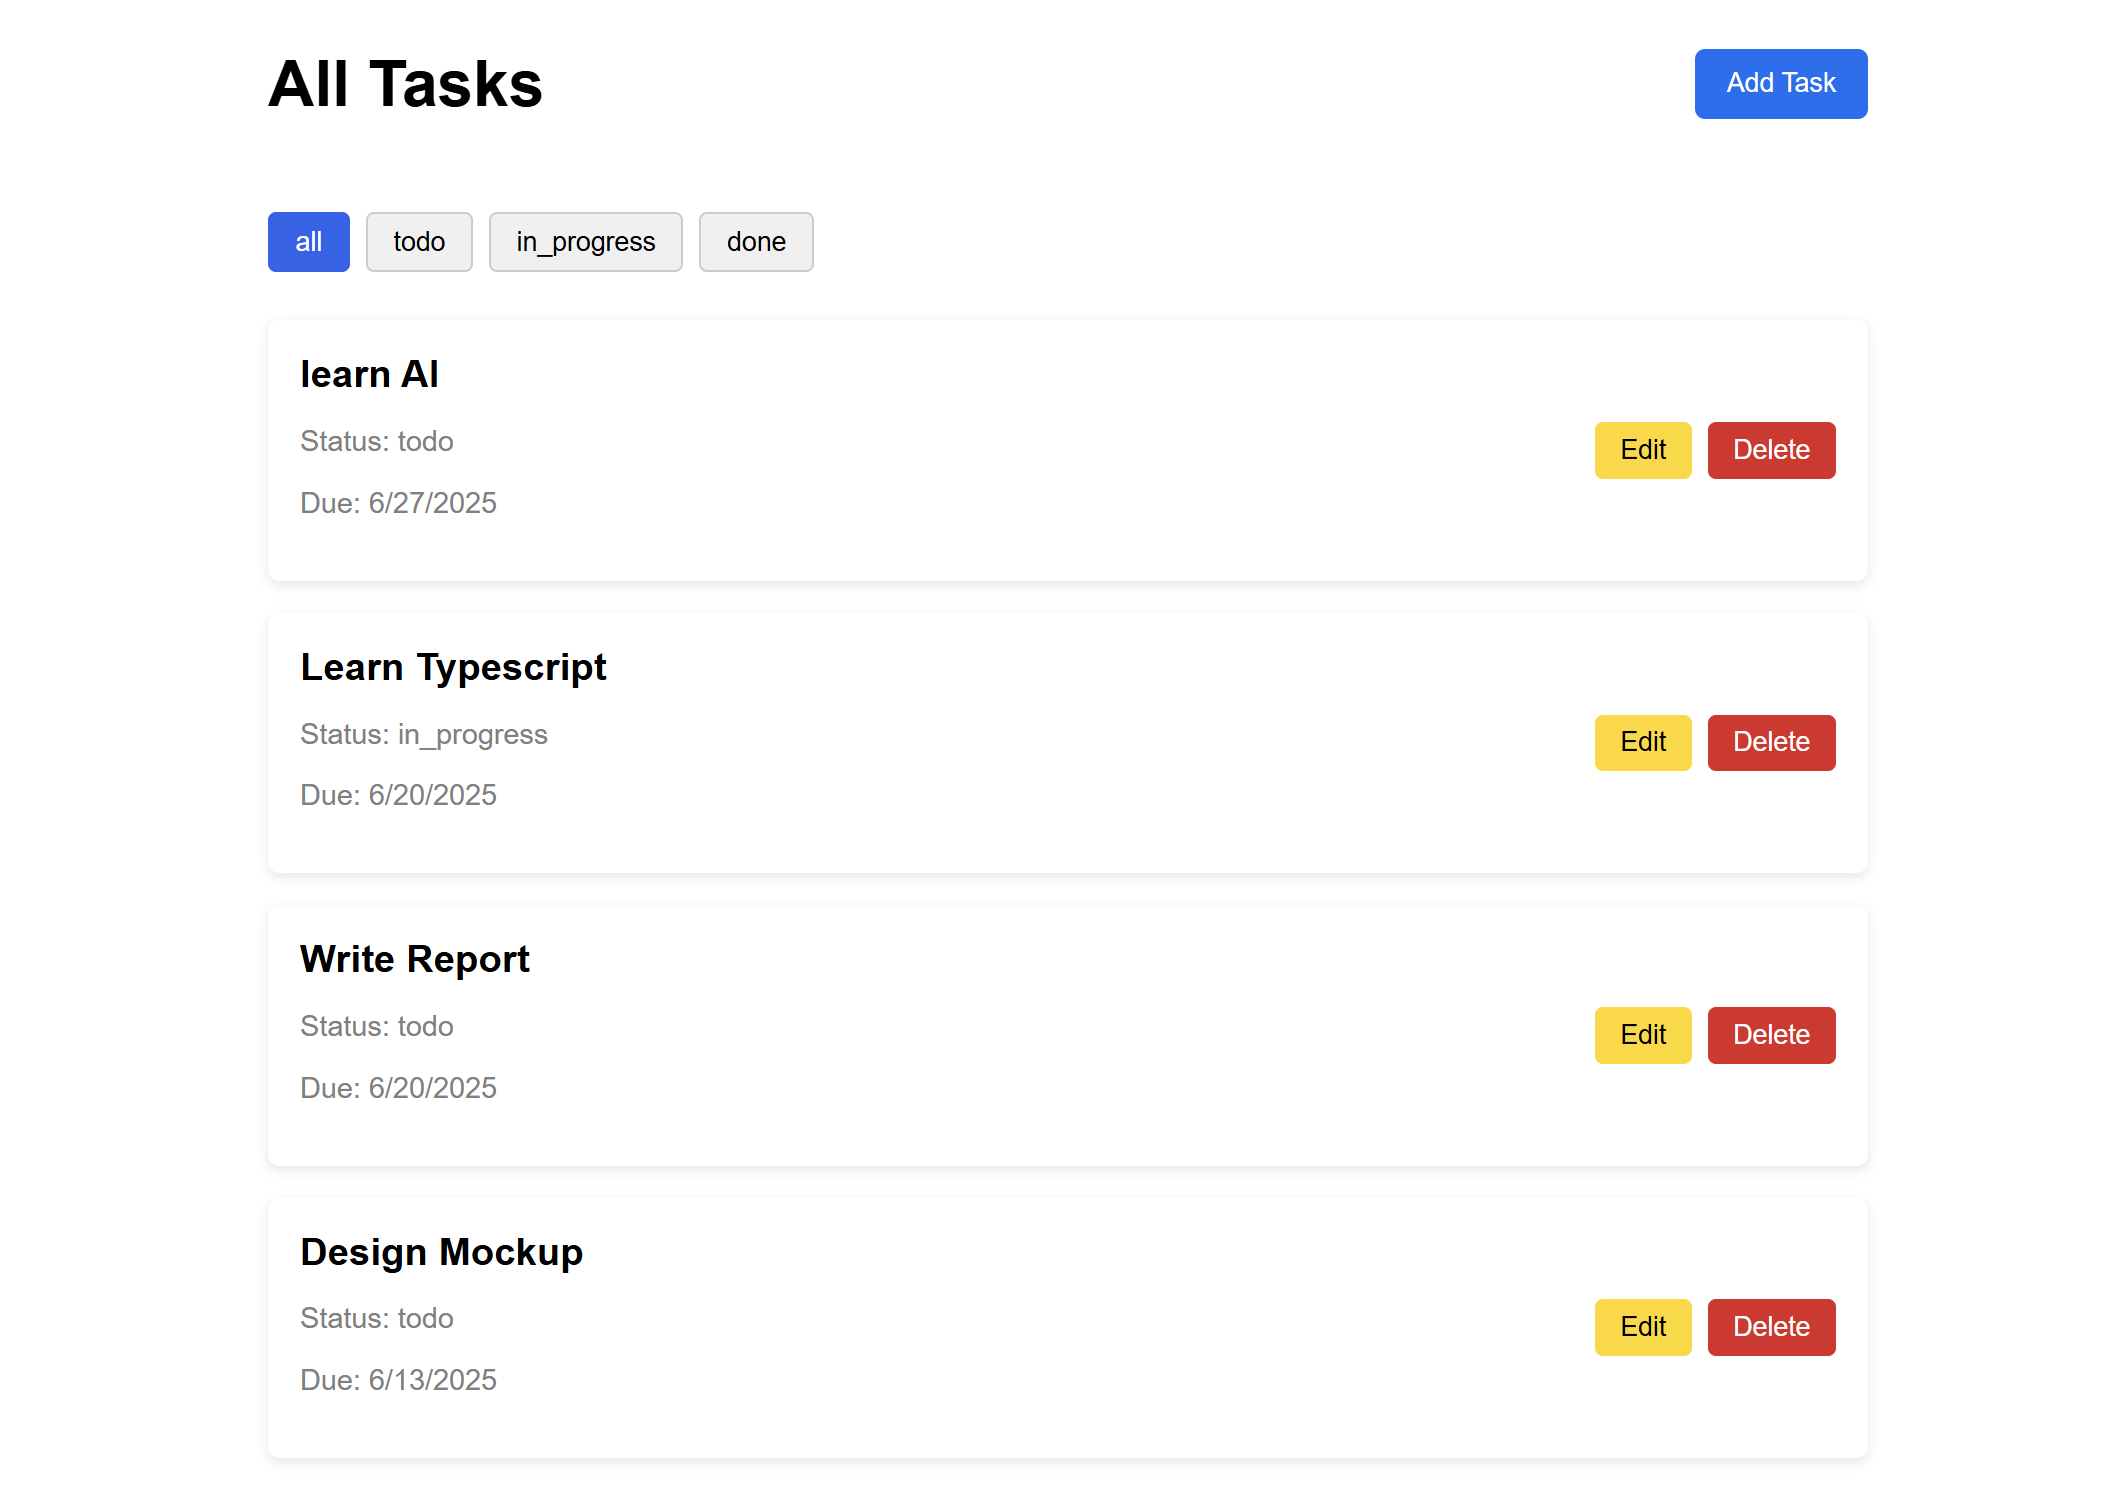 All Tasks
Add Task
all
todo
in_progress
done
learn AI
Status: todo
Due: 6/27/2025
Edit
Delete
Learn Typescript
Status: in_progress
Due: 6/20/2025
Edit
Delete
Write Report
Status: todo
Due: 6/20/2025
Edit
Delete
Design Mockup
Status: todo
Due: 6/13/2025
Edit
Delete